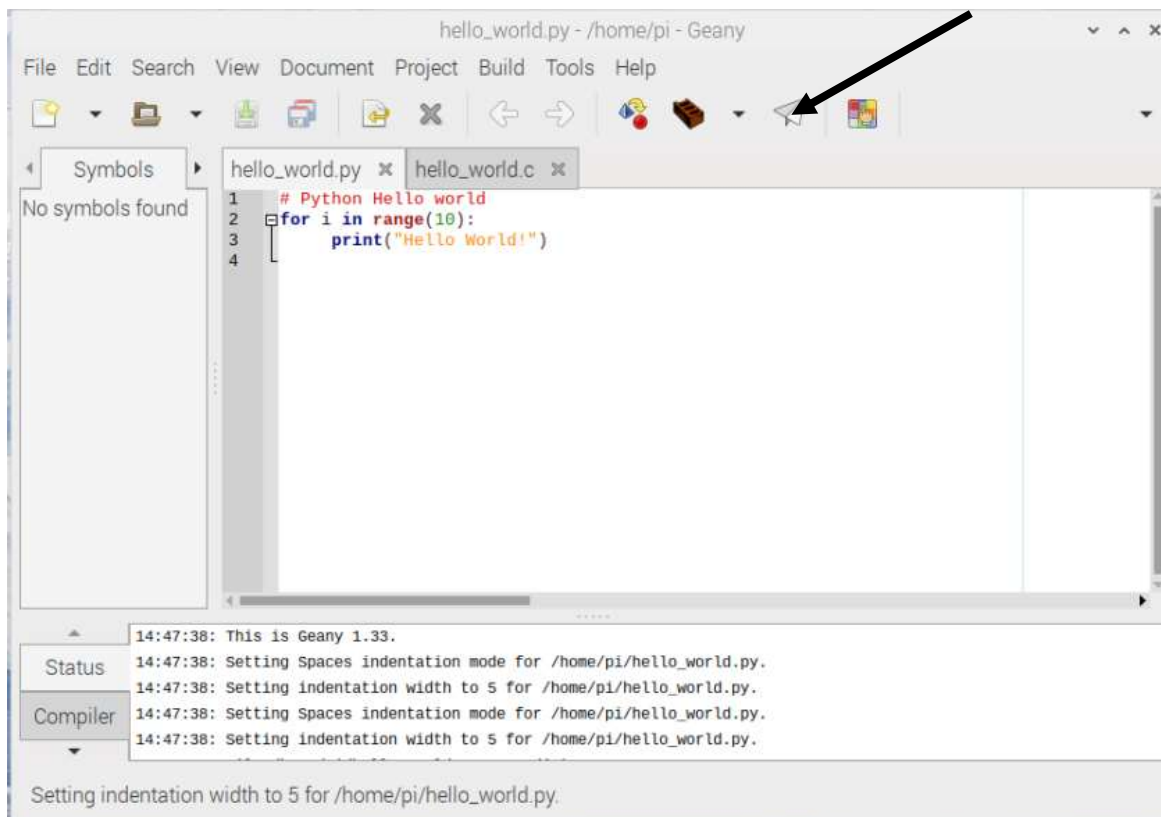 hello_world.py - /home/pi - Geany
File Edit Search View Document Project Build Tools Help
Symbols
hello_world.py hello_world.c
No symbols found
1 # Python Hello world
2 for i in range(10):
3 print("Hello World!")
4
14:47:38: This is Geany 1.33.
Status
14:47:38: Setting Spaces indentation mode for /home/pi/hello_world.py.
14:47:38: Setting indentation width to 5 for /home/pi/hello_world.py.
Compiler
14:47:38: Setting Spaces indentation mode for /home/pi/hello_world.py.
14:47:38: Setting indentation width to 5 for /home/pi/hello_world.py.
Setting indentation width to 5 for /home/pi/hello_world.py.